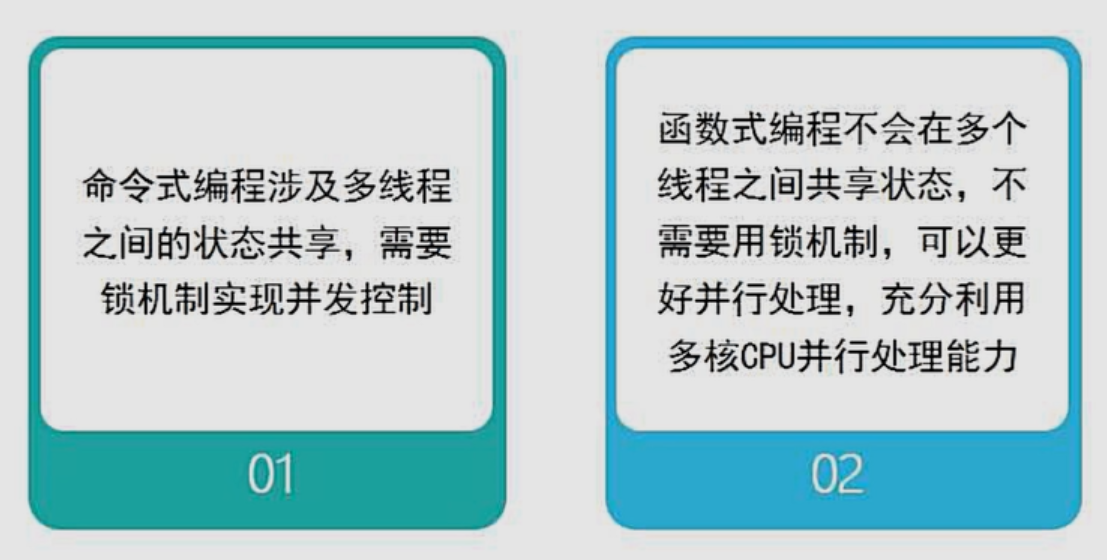 命令式编程涉及多线程
之间的状态共享，需要
锁机制实现并发控制
01
函数式编程不会在多个
线程之间共享状态，不
需要用锁机制，可以更
好并行处理，充分利用
多核CPU并行处理能力
02